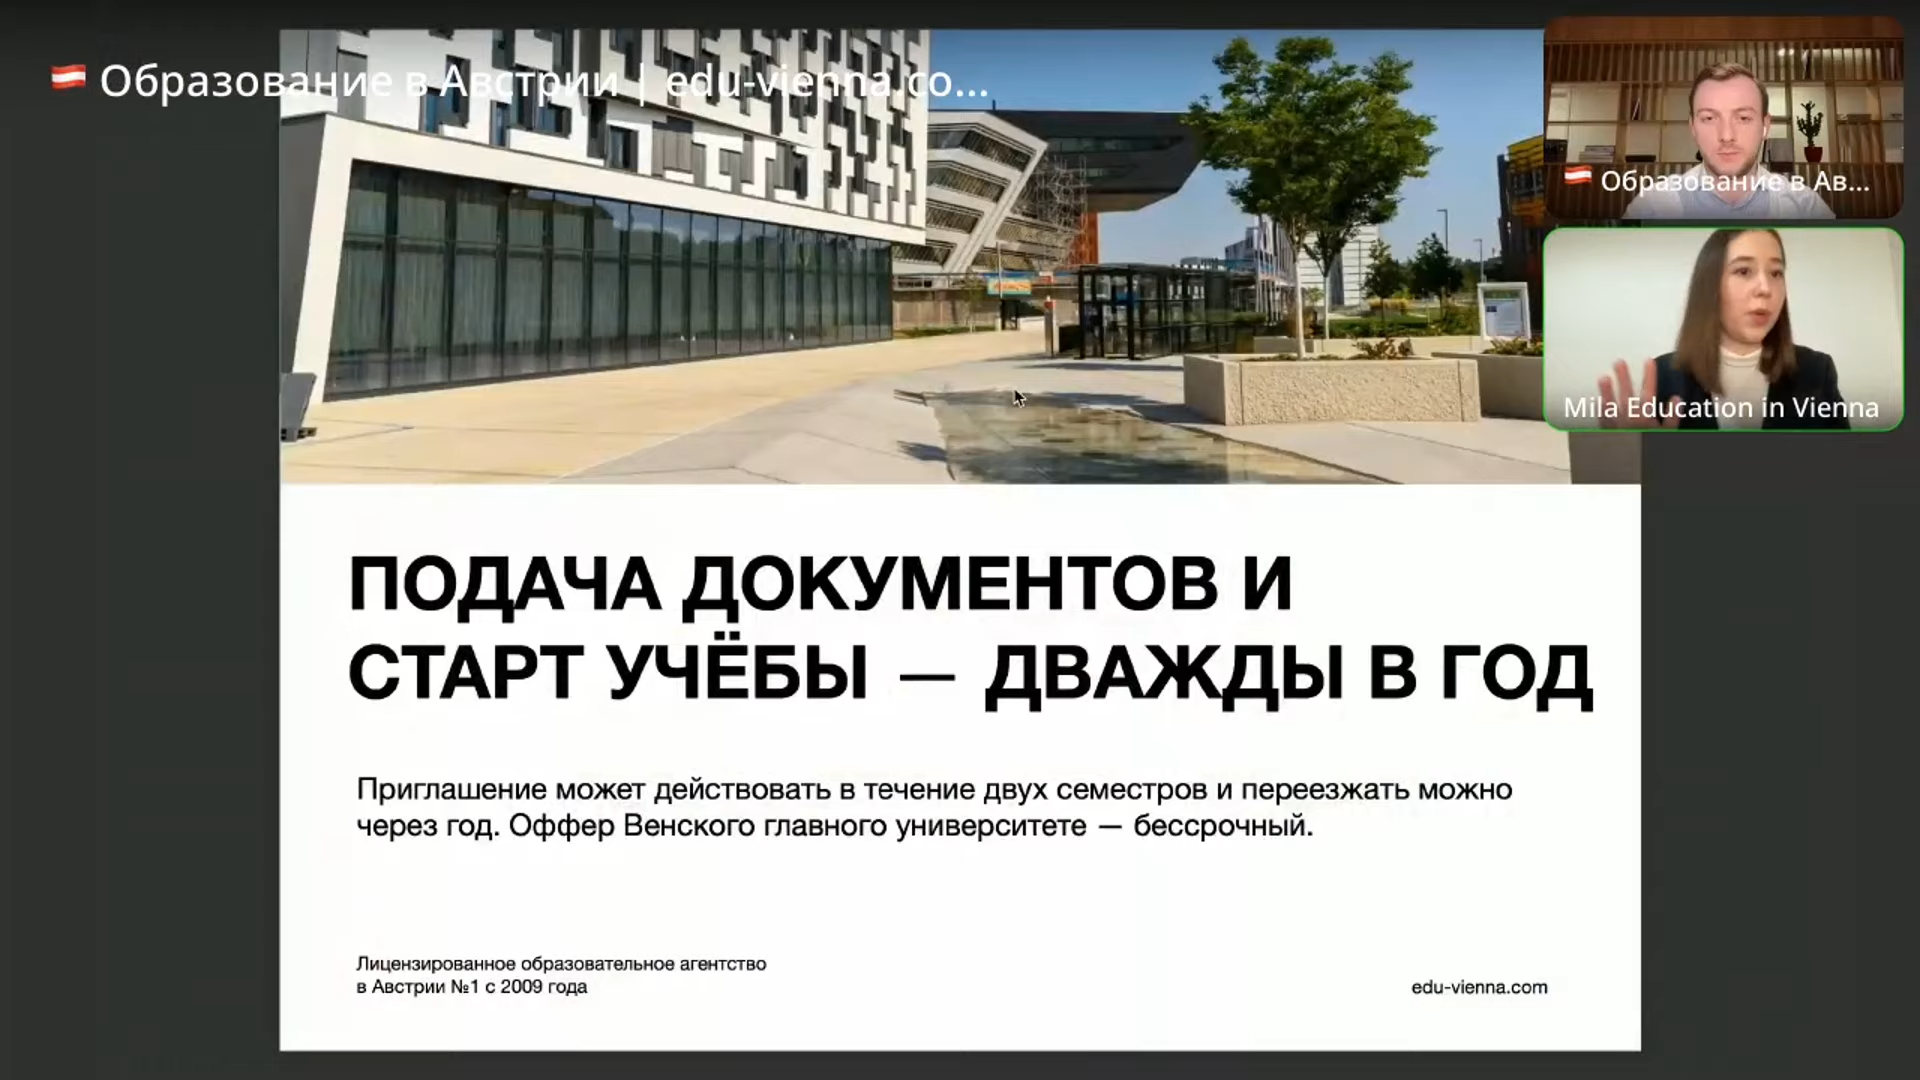 🇦🇹 Образование в Австрии | edu-vienna.co...
🇦🇹 Образование в Ав...
Mila Education in Vienna
ПОДАЧА ДОКУМЕНТОВ И
СТАРТ УЧЁБЫ — ДВАЖДЫ В ГОД
Приглашение может действовать в течение двух семестров и переезжать можно
через год. Оффер Венского главного университете — бессрочный.
Лицензированное образовательное агентство
в Австрии №1 с 2009 года
edu-vienna.com